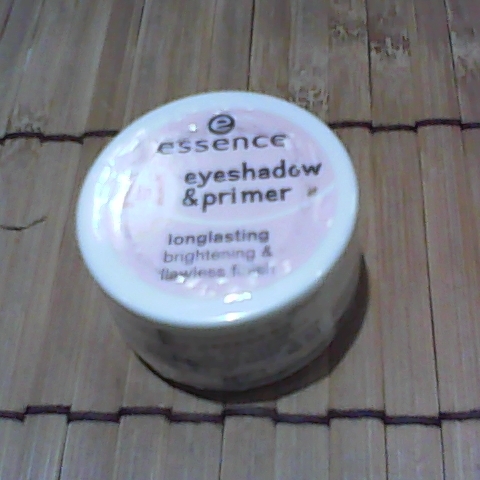 essence
eyeshadow
&primer
longlasting
brightening &
flawless